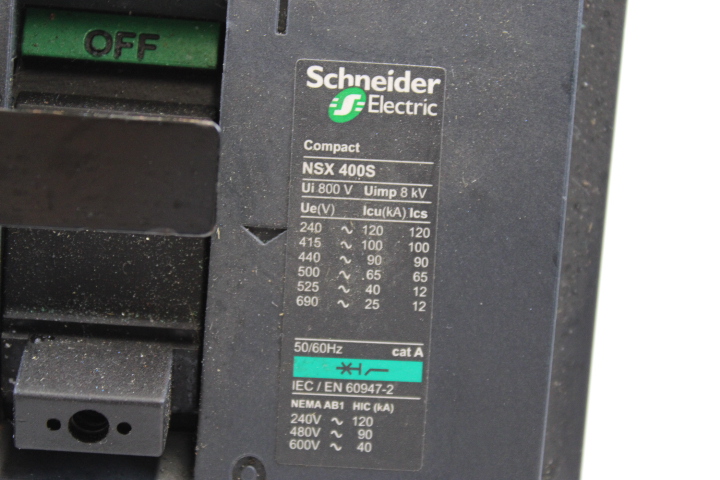 OFF
Schneider
Electric
Compact
NSX 400S
Ui 800 V Uimp 8 kV
Ue(V) Icu(kA) Ics
240 ~ 120 120
415 ~ 100 100
440 ~ 90 90
500 ~ 65 65
525 ~ 40 12
690 ~ 25 12
50/60Hz cat A
IEC / EN 60947-2
NEMA AB1 HIC (kA)
240V ~ 120
480V ~ 90
600V ~ 40